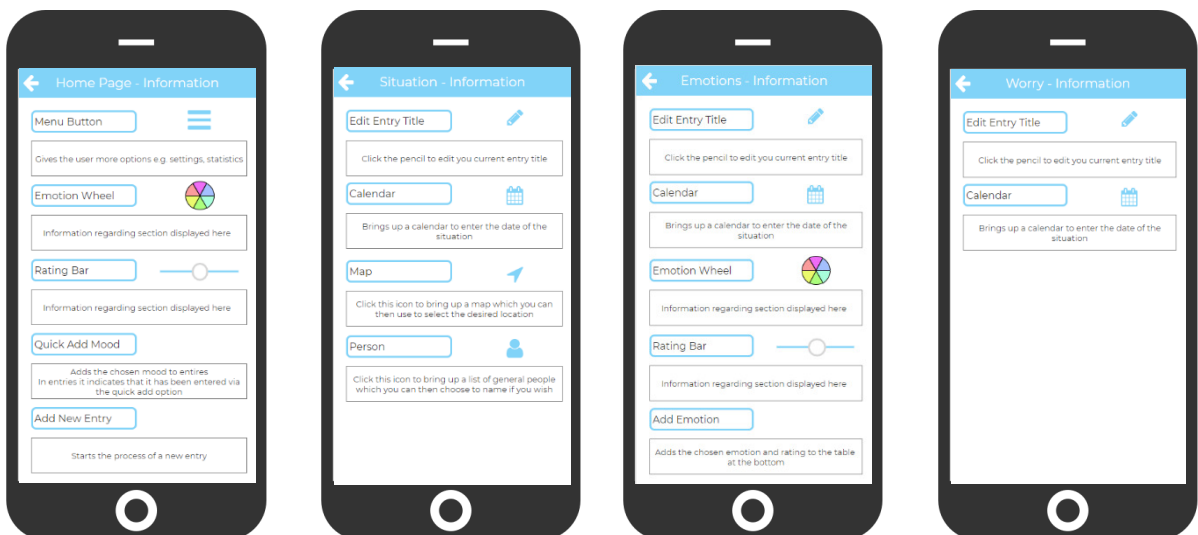 Home Page - Information
Menu Button
Gives the user more options e.g. settings, statistics
Emotion Wheel
Information regarding section displayed here
Rating Bar
Information regarding section displayed here
Quick Add Mood
Adds the chosen mood to entires
In entries it indicates that it has been entered via
the quick add option
Add New Entry
Starts the process of a new entry
Situation - Information
Edit Entry Title
Click the pencil to edit you current entry title
Calendar
Brings up a calendar to enter the date of the
situation
Map
Click this icon to bring up a map which you can
then use to select the desired location
Person
Click this icon to bring up a list of general people
which you can then choose to name if you wish
Emotions - Information
Edit Entry Title
Click the pencil to edit you current entry title
Calendar
Brings up a calendar to enter the date of the
situation
Emotion Wheel
Information regarding section displayed here
Rating Bar
Information regarding section displayed here
Add Emotion
Adds the chosen emotion and rating to the table
at the bottom
Worry - Information
Edit Entry Title
Click the pencil to edit you current entry title
Calendar
Brings up a calendar to enter the date of the
situation